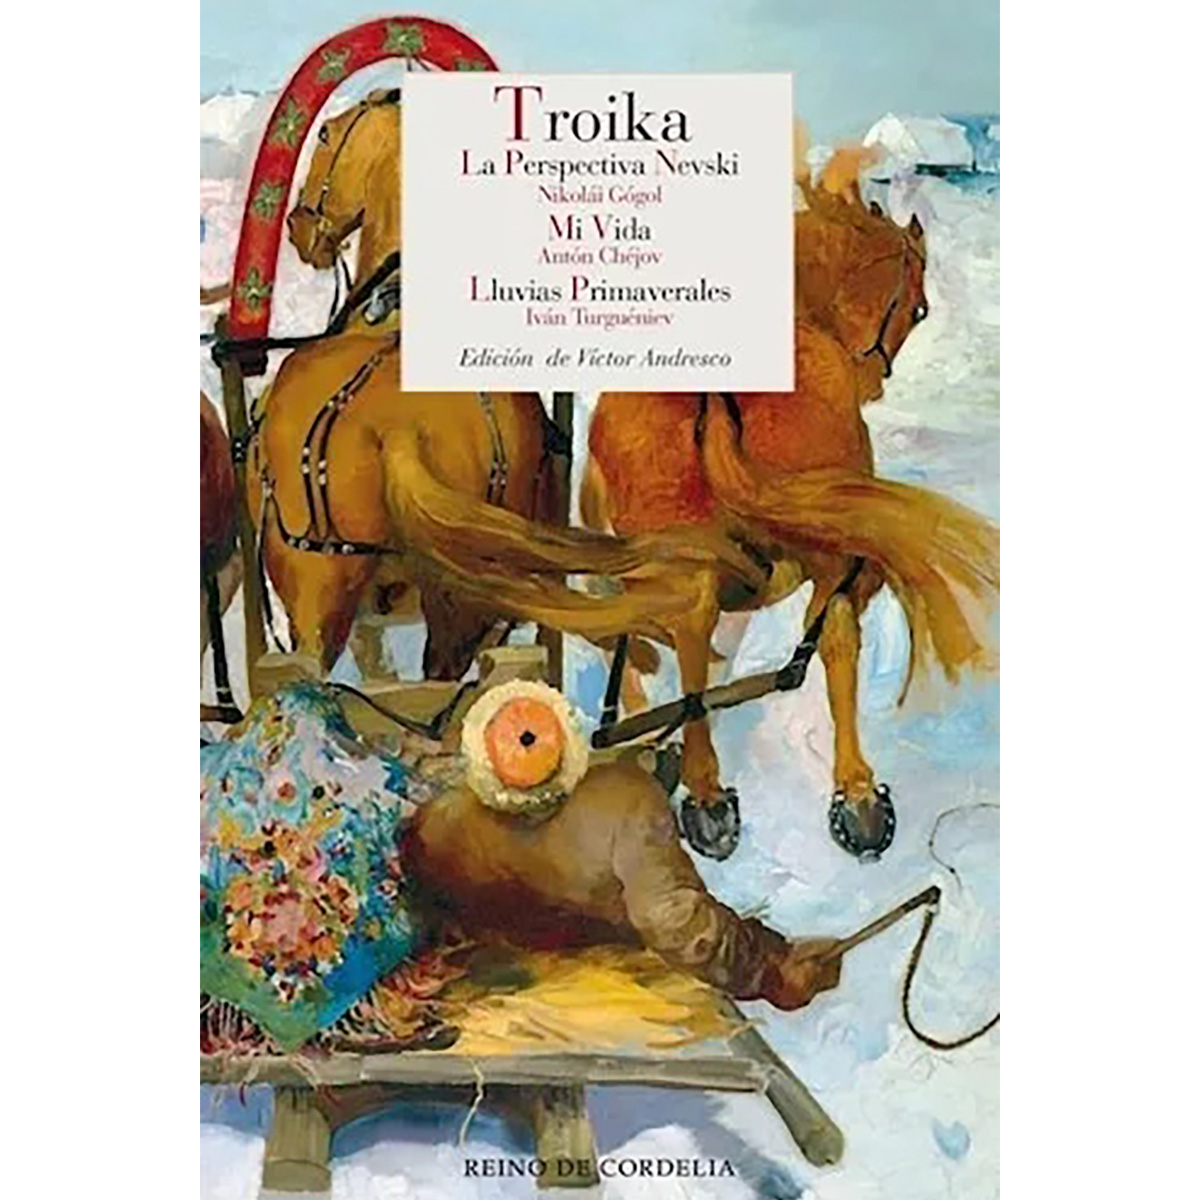 Troika
La Perspectiva Nevski
Nikolái Gógol
Mi Vida
Antón Chéjov
Lluvias Primaverales
Iván Turguéniev
Edición de Víctor Andresco
REINO DE CORDELIA